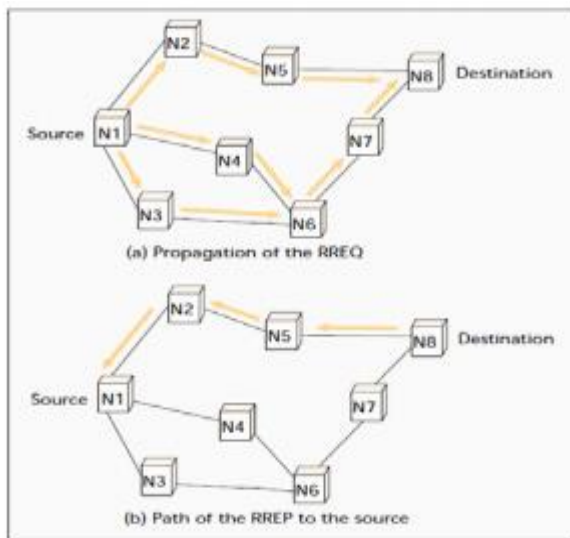 N2
N5
N8
Destination
Source
N1
N7
N4
N3
N6
(a) Propagation of the RREQ
N2
N5
N8
Destination
Source
N1
N7
N4
N3
N6
(b) Path of the RREP to the source